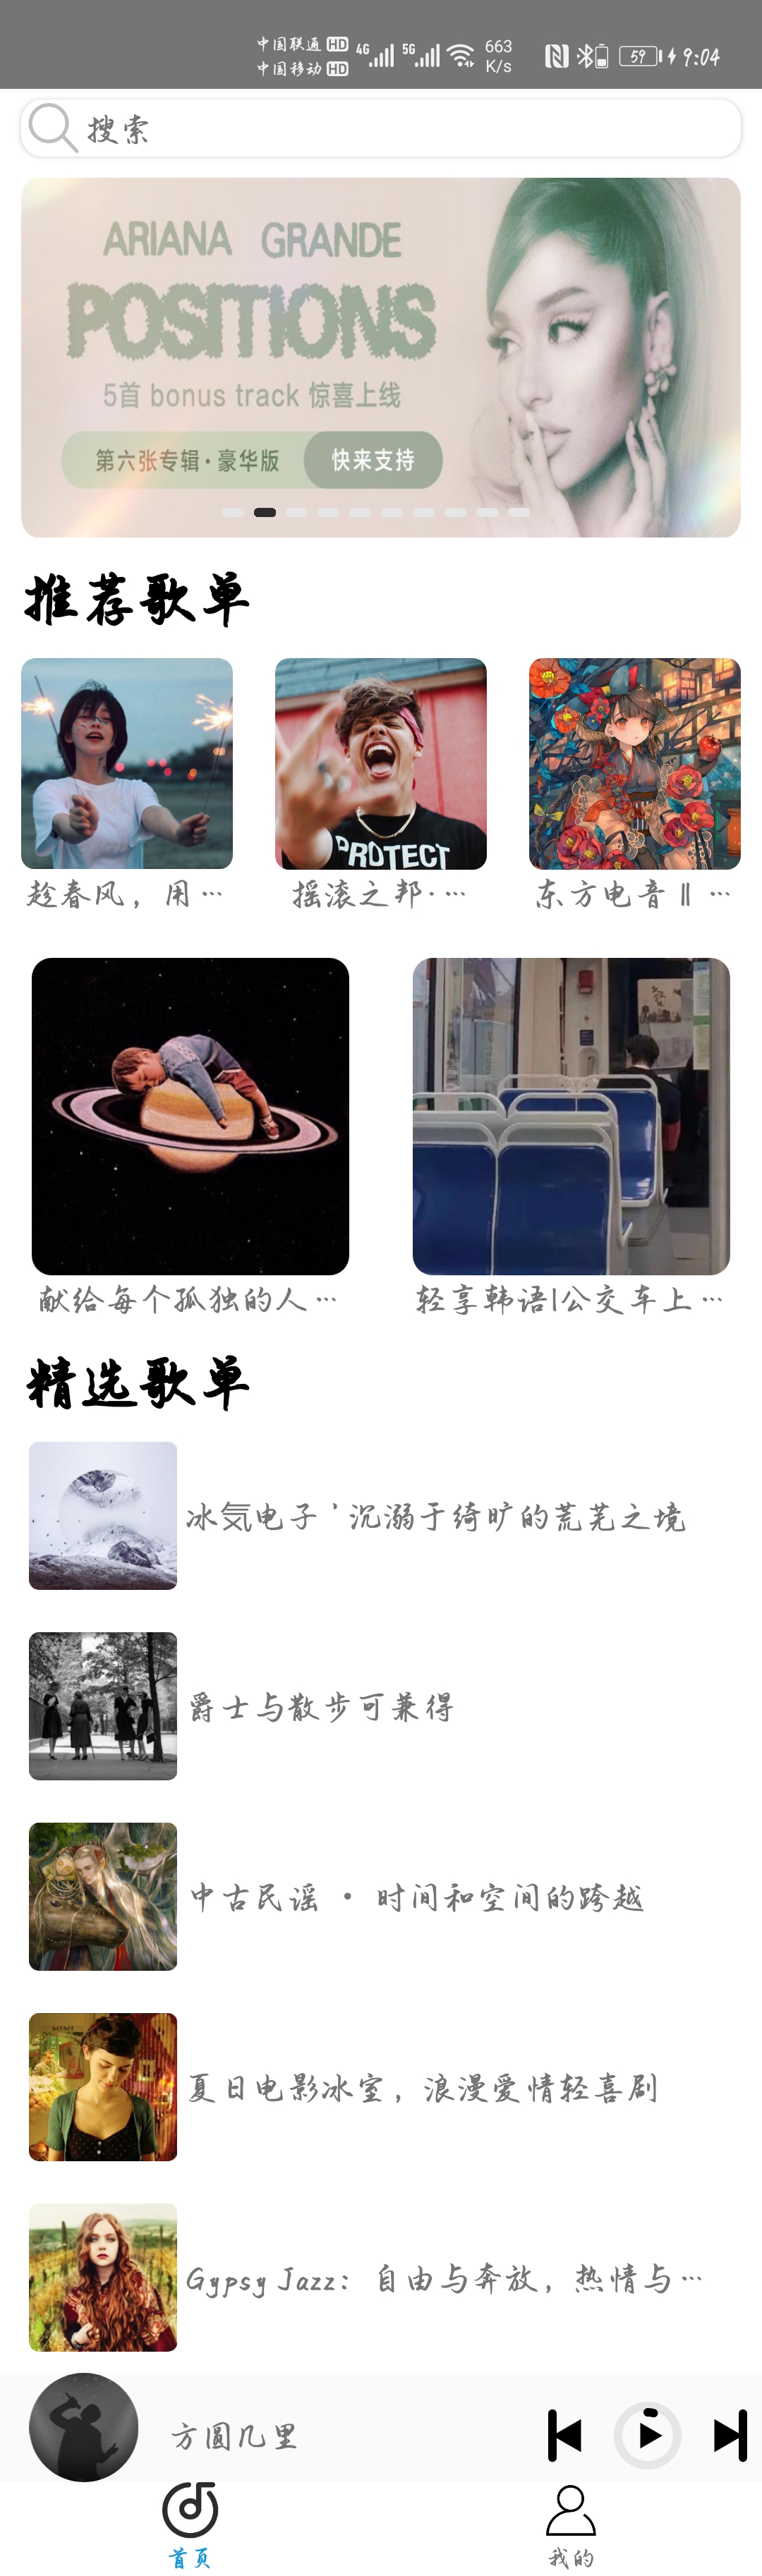 中国联通 HD 4G 5G 663
中国移动 HD K/s 59 9:04
搜索
ARIANA GRANDE
POSITIONS
5首 bonus track 惊喜上线
第六张专辑·豪华版 快来支持
推荐歌单
PROTECT
趁春风，用… 摇滚之邦·… 东方电音 ‖ …
献给每个孤独的人… 轻享韩语|公交车上…
精选歌单
冰気电子 ’ 沉溺于绮旷的荒芜之境
爵士与散步可兼得
中古民谣 · 时间和空间的跨越
夏日电影冰室，浪漫爱情轻喜剧
Gypsy Jazz：自由与奔放，热情与…
方圆几里
首页 我的